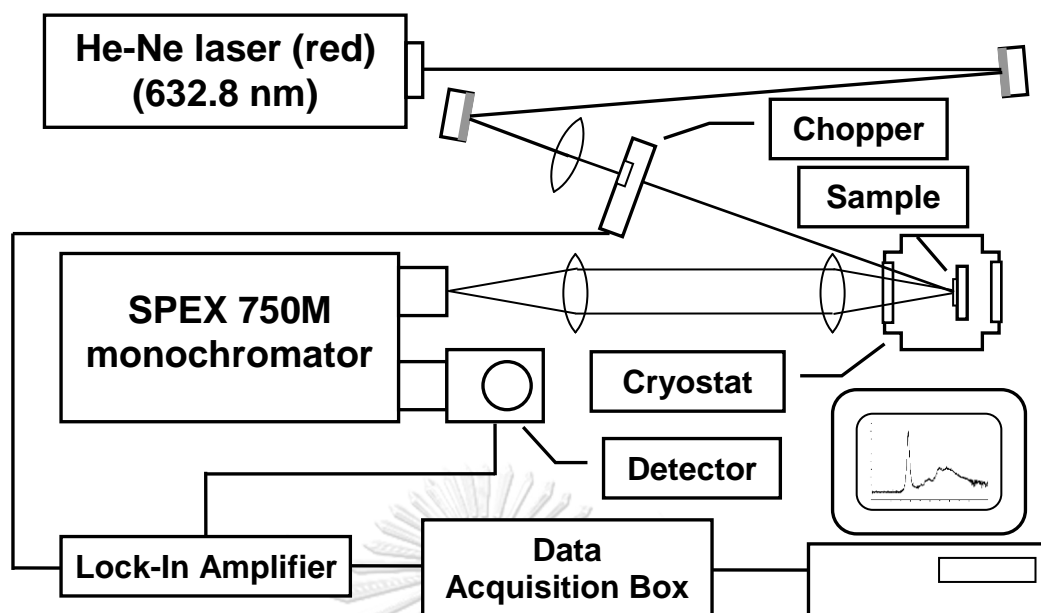 He-Ne laser (red)
(632.8 nm)
Chopper
Sample
SPEX 750M
monochromator
Cryostat
Detector
Lock-In Amplifier
Data
Acquisition Box